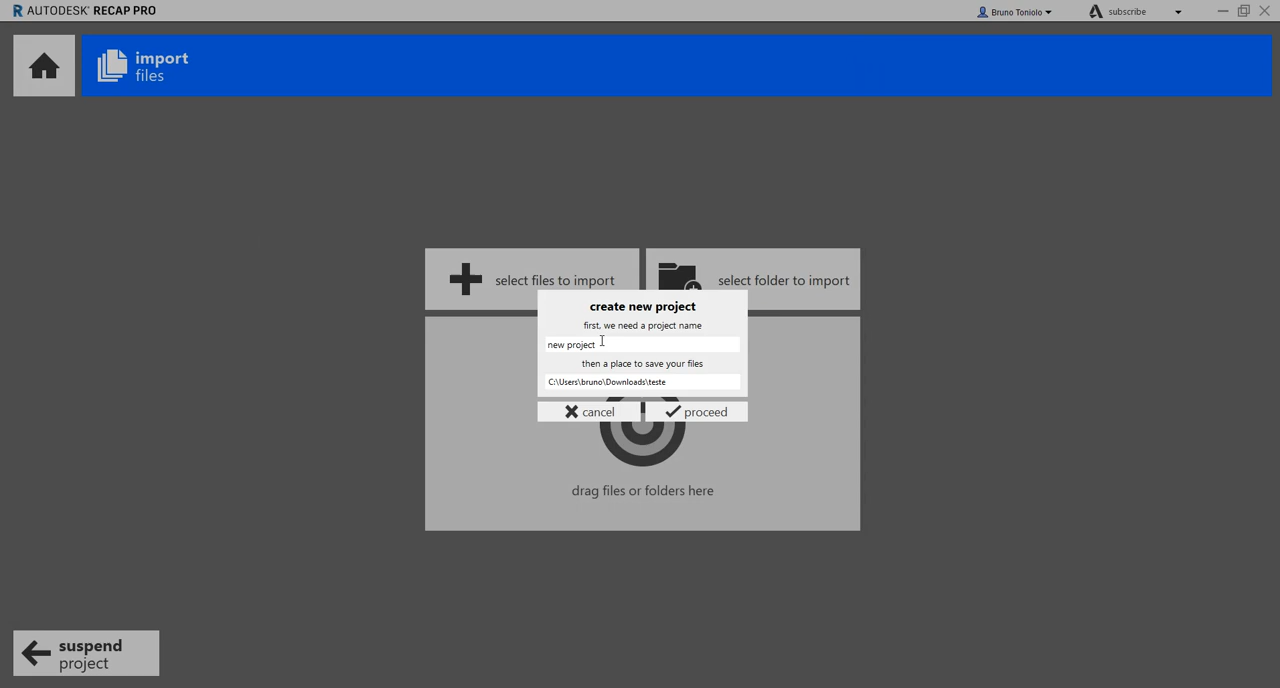 R AUTODESK® RECAP PRO
Bruno Toniolo
subscribe
import
files
select files to import
select folder to import
create new project
first, we need a project name
new project
then a place to save your files
C:\Users\bruno\Downloads\teste
cancel
proceed
drag files or folders here
suspend
project